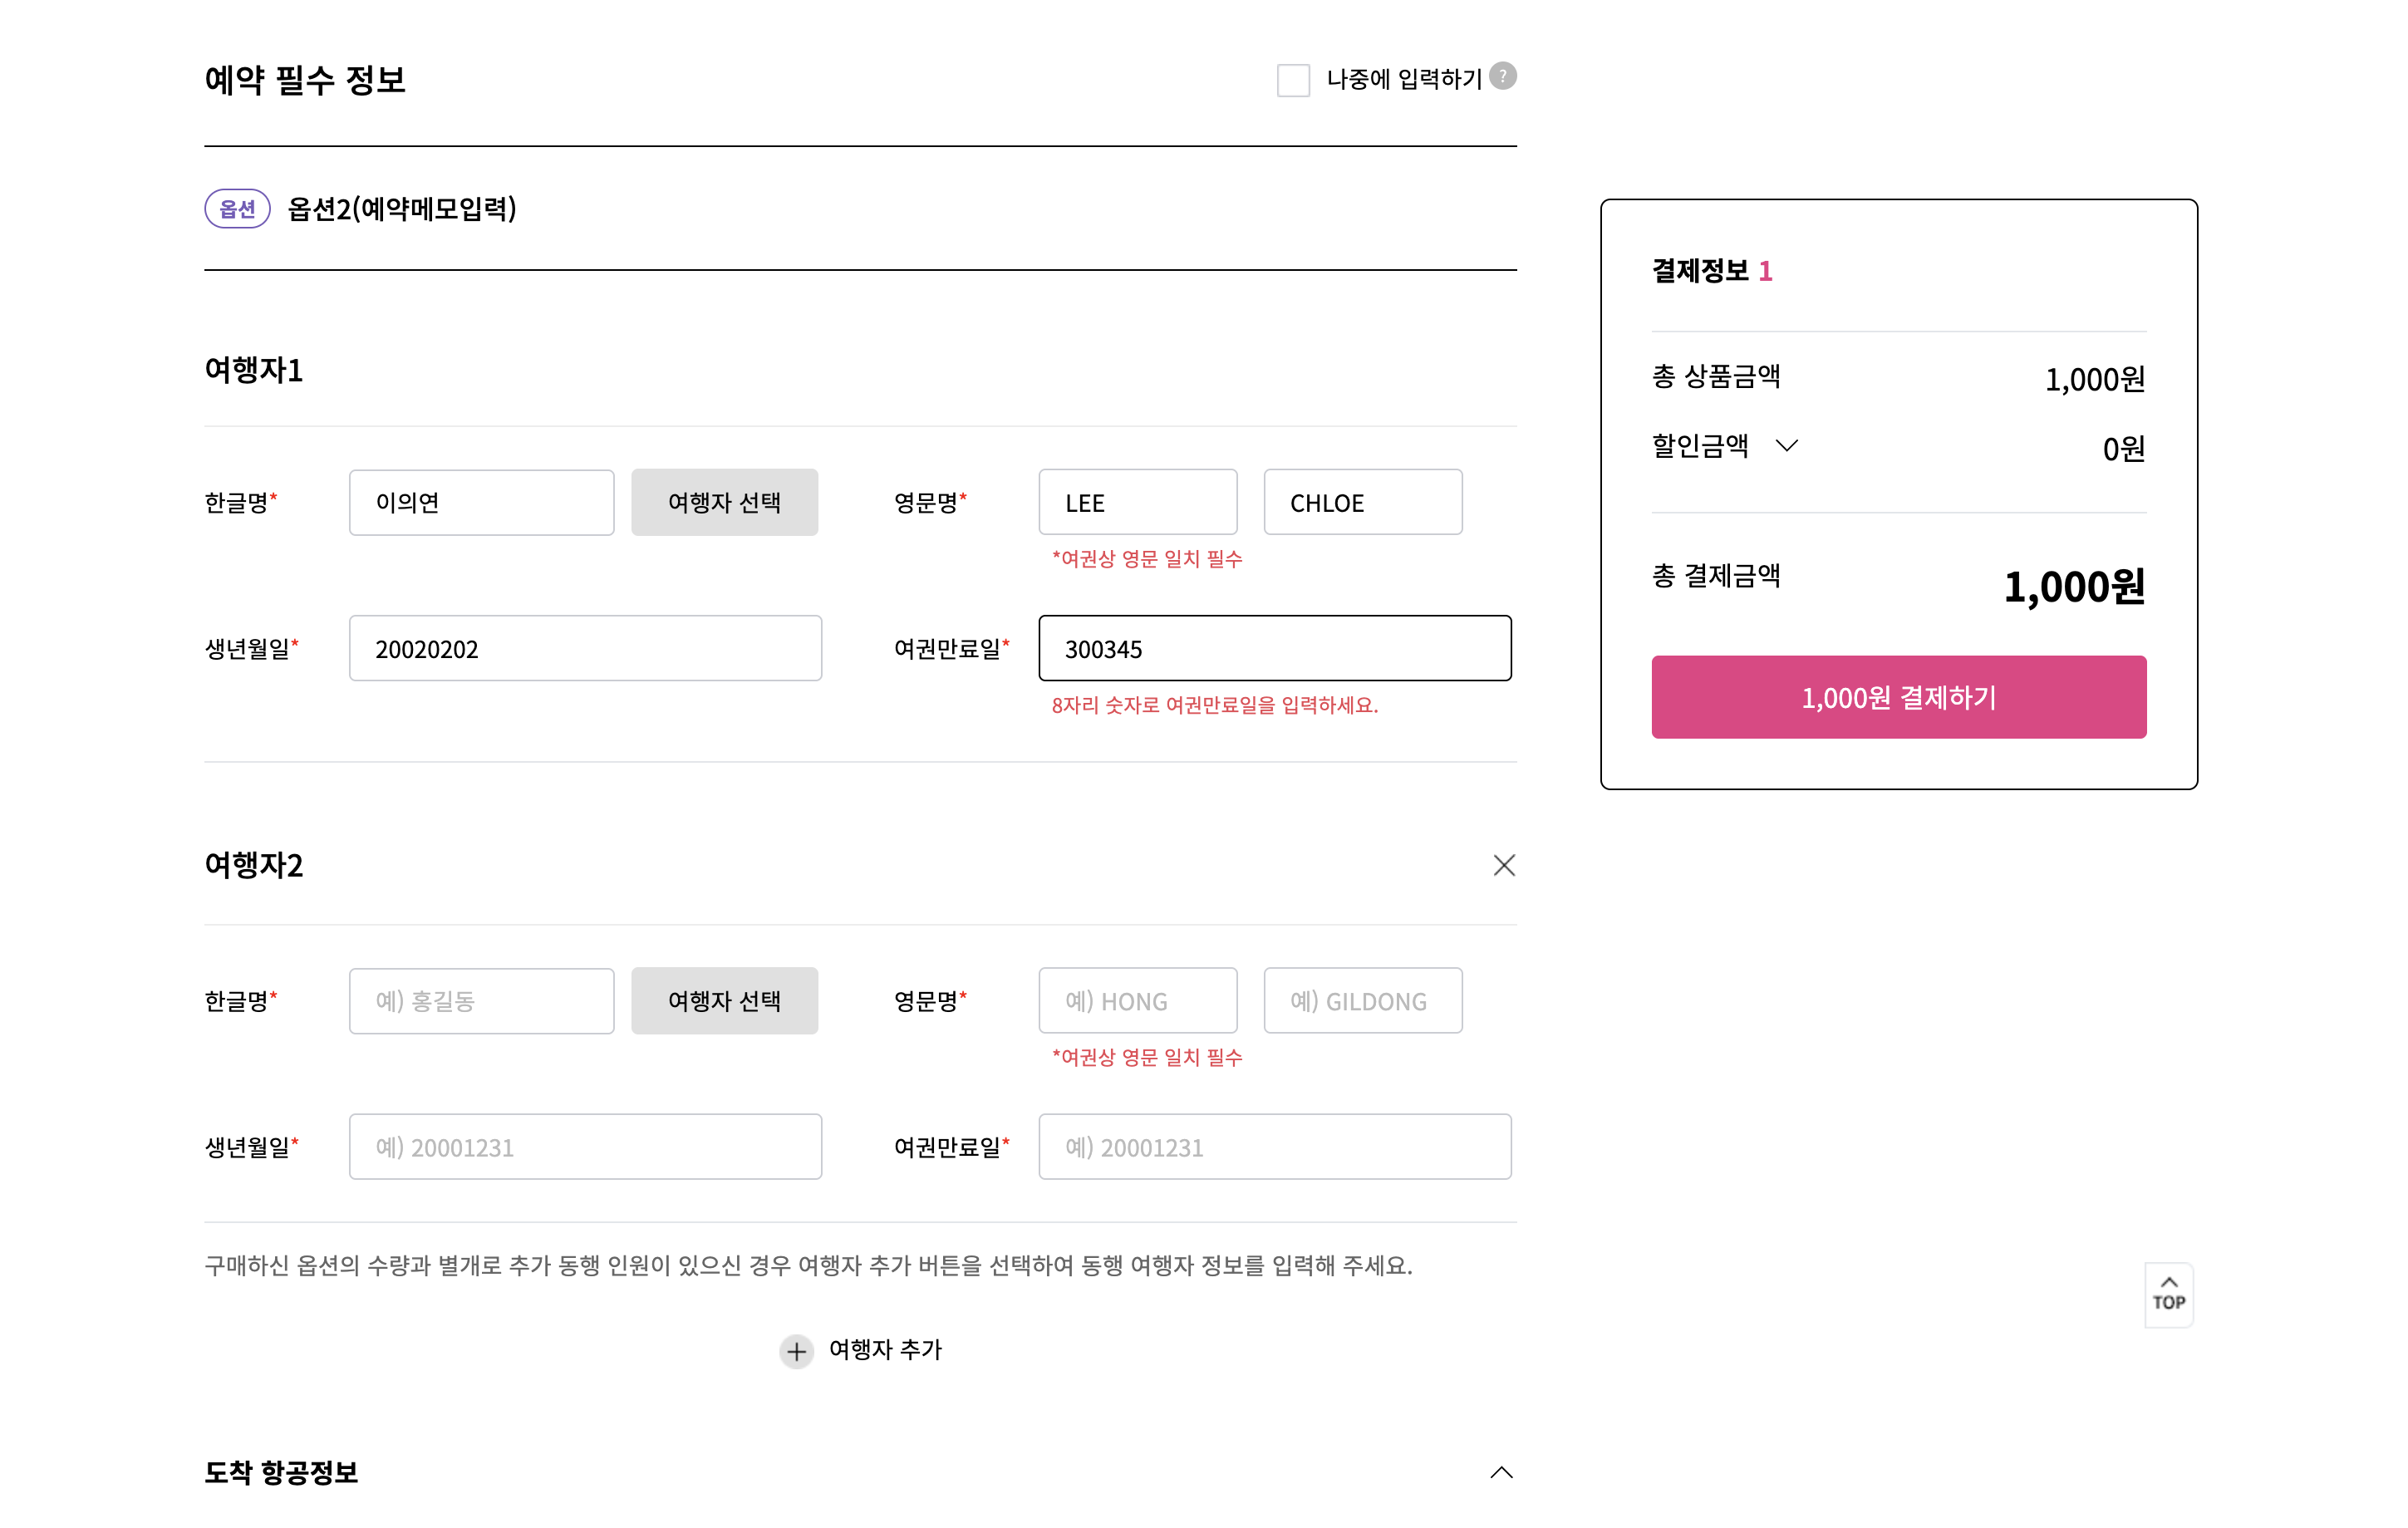 예약 필수 정보
나중에 입력하기 ?
옵션 옵션2(예약메모입력)
여행자1
한글명* 이의연 여행자 선택 영문명* LEE CHLOE
*여권상 영문 일치 필수
생년월일* 20020202 여권만료일* 300345
8자리 숫자로 여권만료일을 입력하세요.
여행자2
한글명* 예) 홍길동 여행자 선택 영문명* 예) HONG 예) GILDONG
*여권상 영문 일치 필수
생년월일* 예) 20001231 여권만료일* 예) 20001231
구매하신 옵션의 수량과 별개로 추가 동행 인원이 있으신 경우 여행자 추가 버튼을 선택하여 동행 여행자 정보를 입력해 주세요.
여행자 추가
도착 항공정보
결제정보 1
총 상품금액 1,000원
할인금액 0원
총 결제금액 1,000원
1,000원 결제하기
TOP